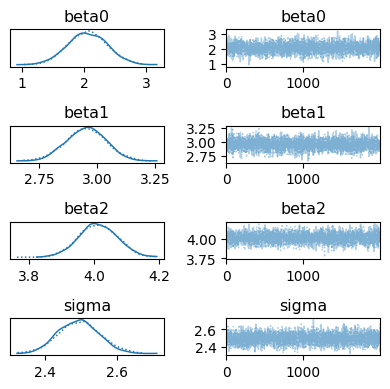 beta0 beta0
3
2
1
1 2 3 0 1000
beta1 beta1
3.25
3.00
2.75
2.75 3.00 3.25 0 1000
beta2 beta2
4.00
3.75
3.8 4.0 4.2 0 1000
sigma sigma
2.6
2.4
2.4 2.6 0 1000